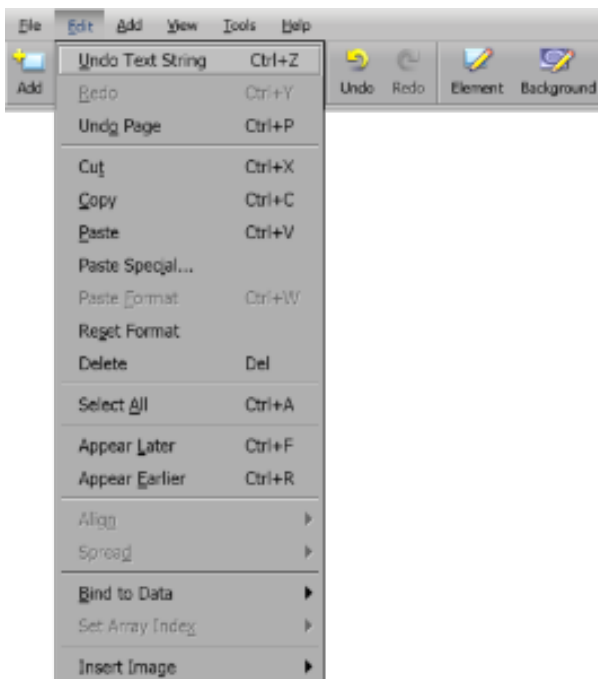 File Edit Add View Tools Help
Add Undo Redo Element Background
Undo Text String Ctrl+Z
Redo Ctrl+Y
Undo Page Ctrl+P
Cut Ctrl+X
Copy Ctrl+C
Paste Ctrl+V
Paste Special...
Paste Format Ctrl+W
Reset Format
Delete Del
Select All Ctrl+A
Appear Later Ctrl+F
Appear Earlier Ctrl+R
Align
Spread
Bind to Data
Set Array Index
Insert Image